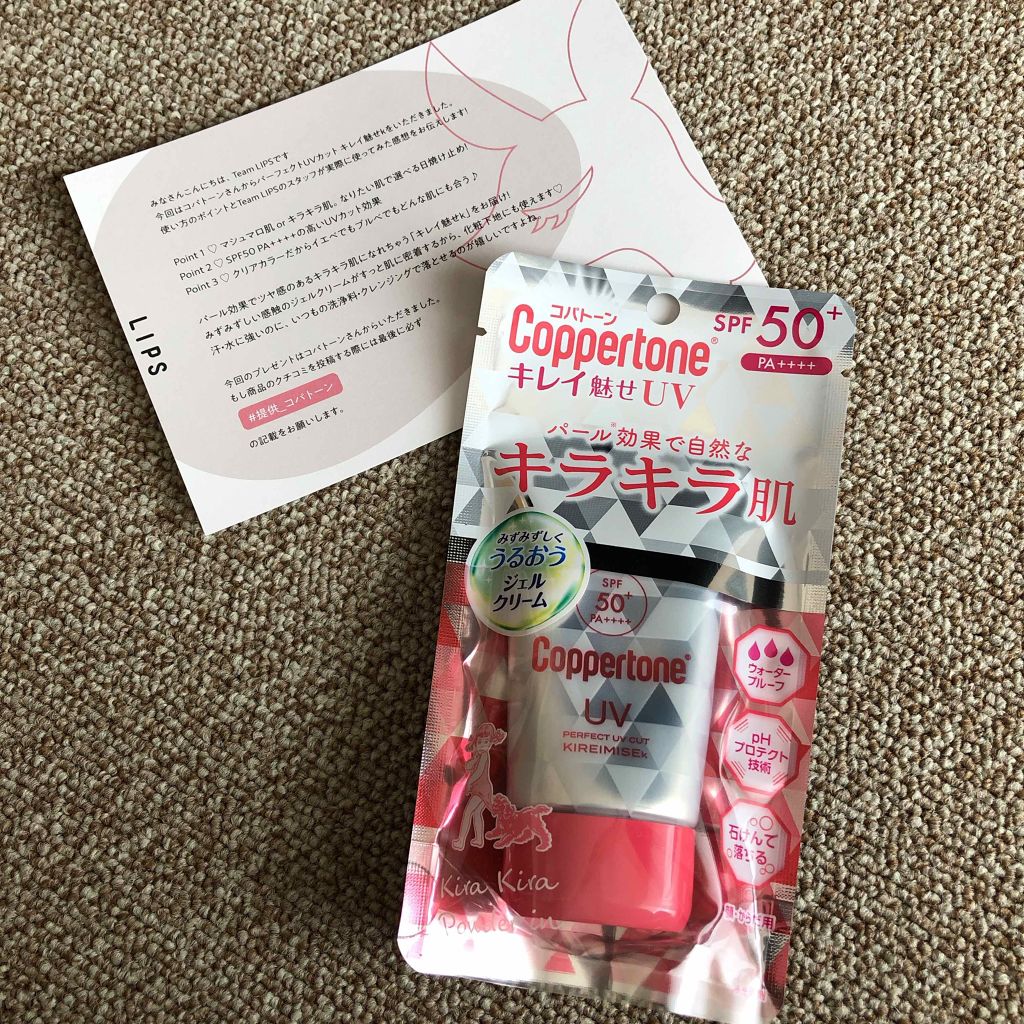 みなさんこんにちは、Team LIPSです
今回はコパトーンさんからパーフェクトUVカット キレイ魅せkをいただきました。
使い方のポイントとTeam LIPSのスタッフが実際に使ってみた感想をお伝えします!
Point 1 ♡ マシュマロ肌 or キラキラ肌。なりたい肌で選べる日焼け止め!
Point 2 ♡ SPF50 PA++++の高いUVカット効果
Point 3 ♡ クリアカラーだからイエベでもブルベでもどんな肌にも合う♪
パール効果でツヤ感のあるキラキラ肌になれちゃう「キレイ魅せk」をお届け!
みずみずしい感触のジェルクリームがすっと肌に密着するから、化粧下地にも使えます♡
汗・水に強いのに、いつもの洗浄料・クレンジングで落とせるのが嬉しいですよね。
今回のプレゼントはコパトーンさんからいただきました。
もし商品のクチコミを投稿する際には最後に必ず
#提供_コパトーン
の記載をお願いします。
LIPS
コパトーン
Coppertone®
SPF 50+
PA++++
キレイ魅せUV
パール※効果で自然な
キラキラ肌
みずみずしく
うるおう
ジェル
クリーム
SPF
50+
PA++++
Coppertone®
UV
PERFECT UV CUT
KIREIMISEk
ウォーター
プルーフ
pH
プロテクト
技術
石けんで
落ちる
Kira Kira
Powder in
顔・からだ用